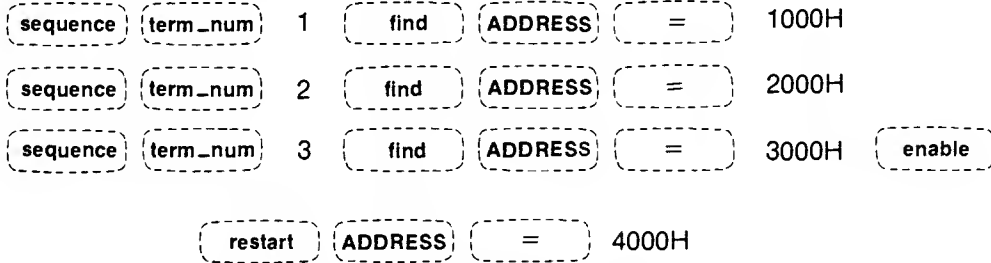 sequence term_num 1 find ADDRESS = 1000H
sequence term_num 2 find ADDRESS = 2000H
sequence term_num 3 find ADDRESS = 3000H enable
restart ADDRESS = 4000H